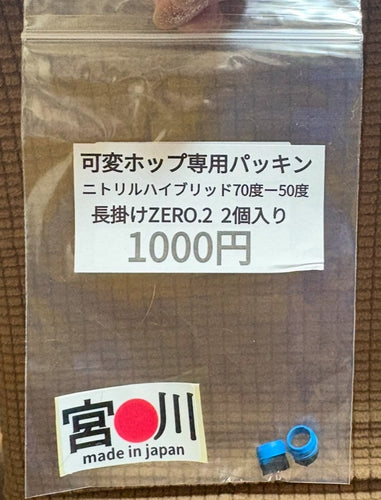 可変ホップ専用パッキン
ニトリルハイブリッド70度ー50度
長掛けZERO.2 2個入り
1000円
宮川
made in japan